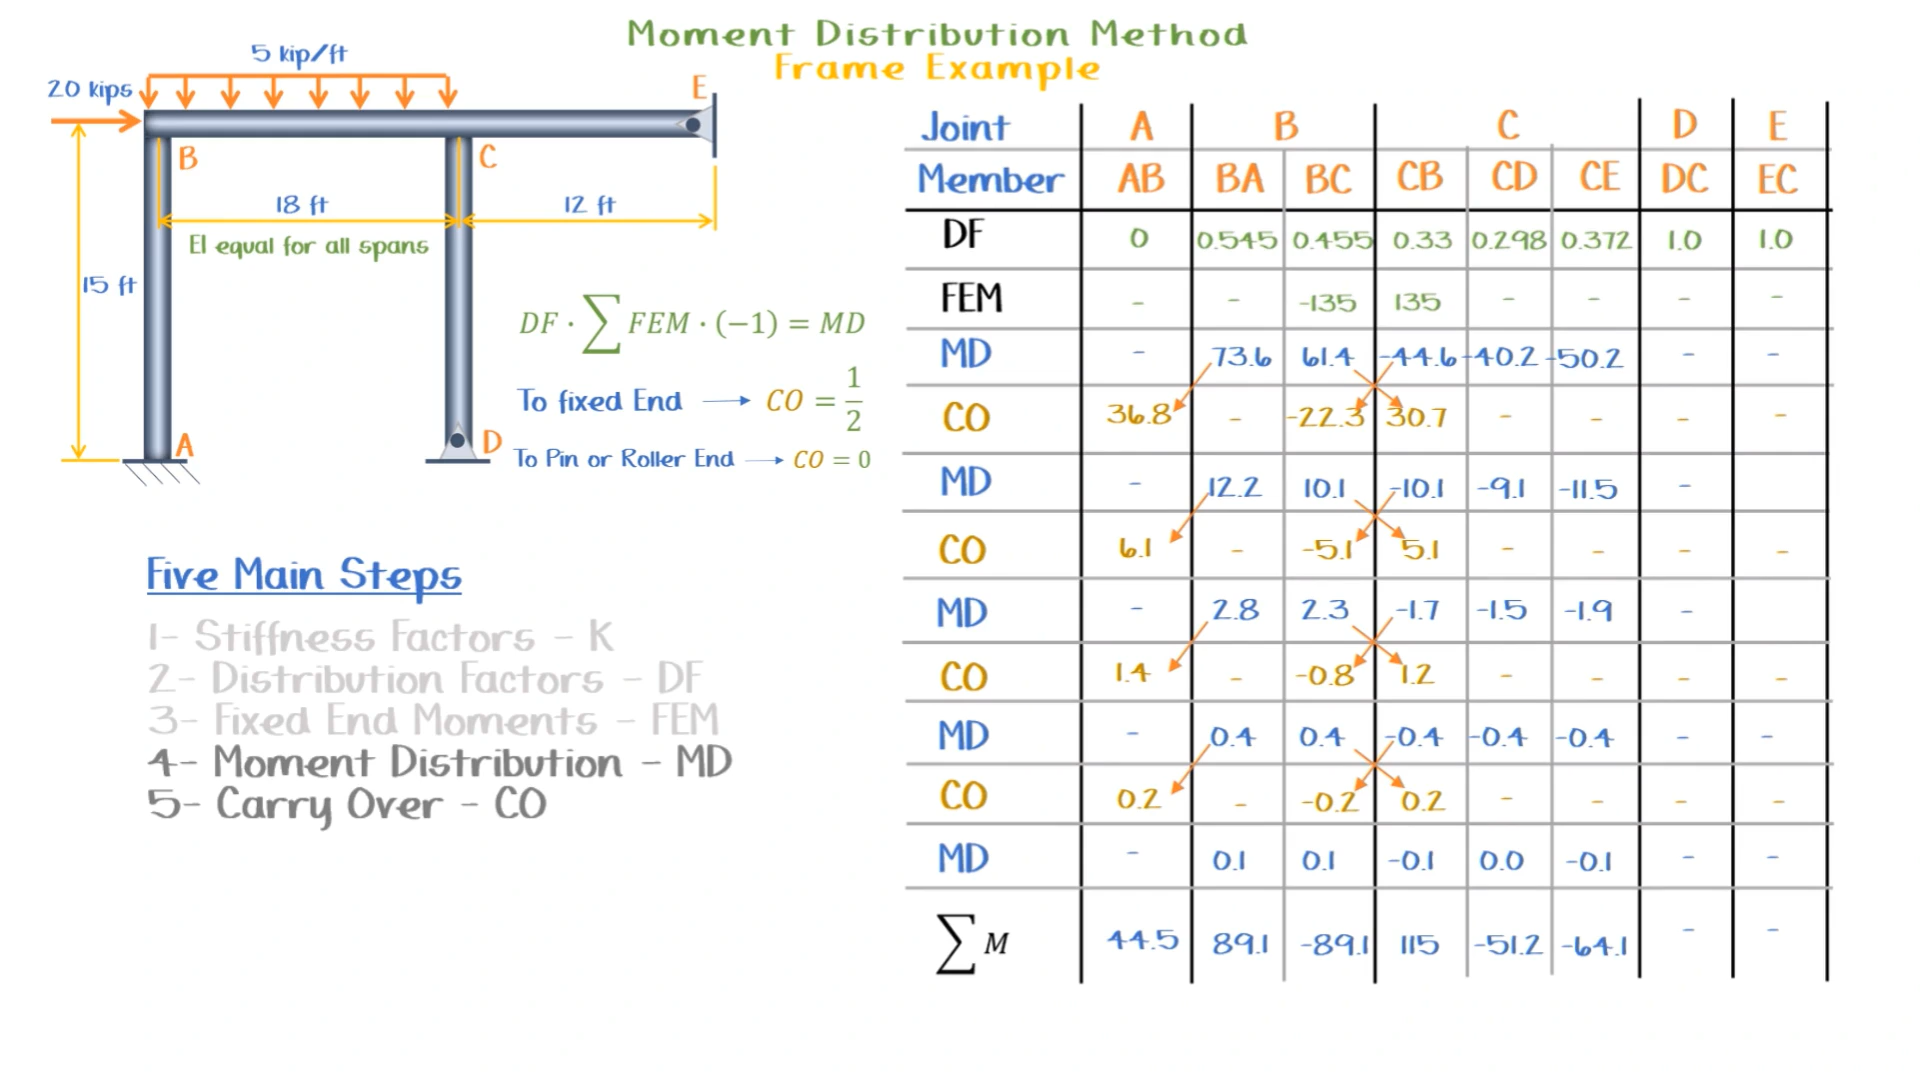 Moment Distribution Method
Frame Example
5 kip/ft
20 kips
E
B
C
18 ft
12 ft
EI equal for all spans
15 ft
A
D
DF · ∑ FEM · (−1) = MD
To fixed End → CO = 1/2
To Pin or Roller End → CO = 0
Five Main Steps
1- Stiffness Factors - K
2- Distribution Factors - DF
3- Fixed End Moments - FEM
4- Moment Distribution - MD
5- Carry Over - CO
Joint A B C D E
Member AB BA BC CB CD CE DC EC
DF 0 0.545 0.455 0.33 0.298 0.372 1.0 1.0
FEM - - -135 135 - - - -
MD - 73.6 61.4 -44.6 -40.2 -50.2 - -
CO 36.8 - -22.3 30.7 - - - -
MD - 12.2 10.1 -10.1 -9.1 -11.5 -
CO 6.1 - -5.1 5.1 - - - -
MD - 2.8 2.3 -1.7 -1.5 -1.9 -
CO 1.4 - -0.8 1.2 - - - -
MD - 0.4 0.4 -0.4 -0.4 -0.4 - -
CO 0.2 - -0.2 0.2 - - - -
MD - 0.1 0.1 -0.1 0.0 -0.1 - -
∑ M 44.5 89.1 -89.1 115 -51.2 -64.1 - -